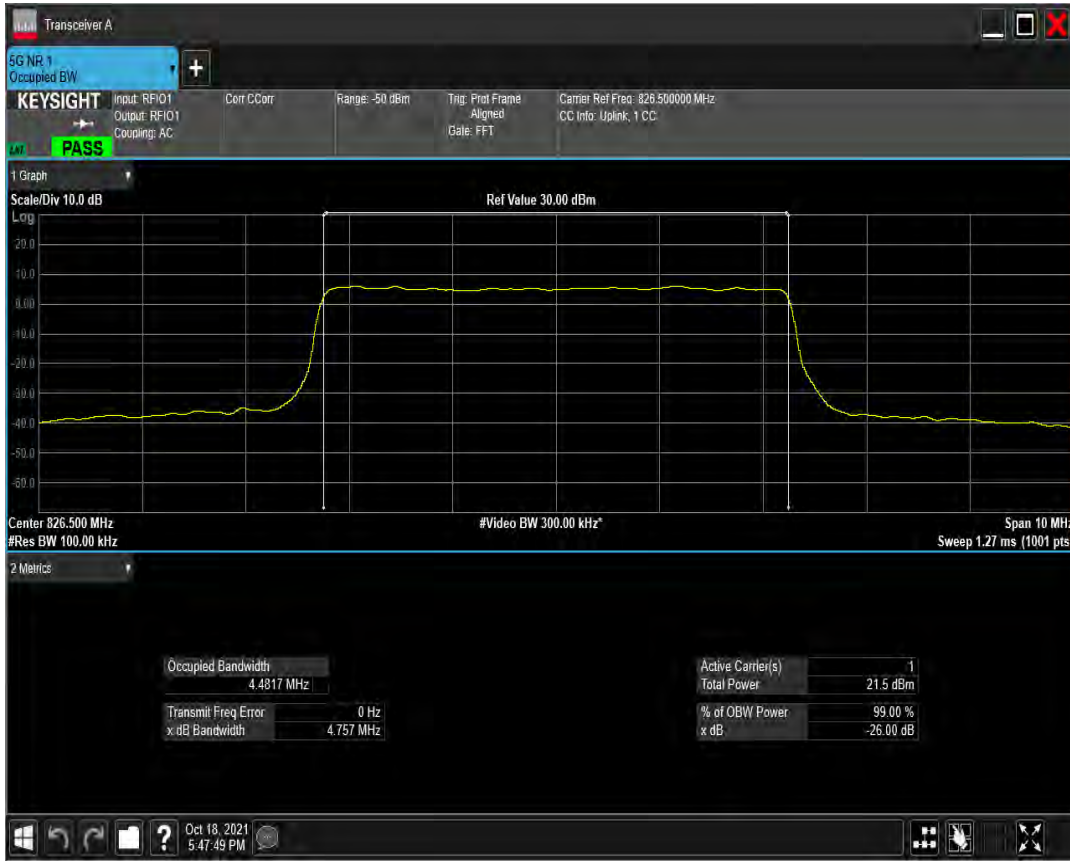 Transceiver A
5G NR 1
Occupied BW
+
KEYSIGHT
Input: RFIO1
Output: RFIO1
Coupling: AC
Corr CCorr
Range: -50 dBm
Trig: Prot Frame
Aligned
Gate: FFT
Carrier Ref Freq: 826.500000 MHz
CC Info: Uplink, 1 CC
PASS
1 Graph
Scale/Div 10.0 dB
Ref Value 30.00 dBm
Log
20.0
10.0
0.00
-10.0
-20.0
-30.0
-40.0
-50.0
-60.0
Center 826.500 MHz
#Video BW 300.00 kHz*
Span 10 MHz
#Res BW 100.00 kHz
Sweep 1.27 ms (1001 pts
2 Metrics
Occupied Bandwidth
4.4817 MHz
Transmit Freq Error 0 Hz
x dB Bandwidth 4.757 MHz
Active Carrier(s) 1
Total Power 21.5 dBm
% of OBW Power 99.00 %
x dB -26.00 dB
?
Oct 18, 2021
5:47:49 PM